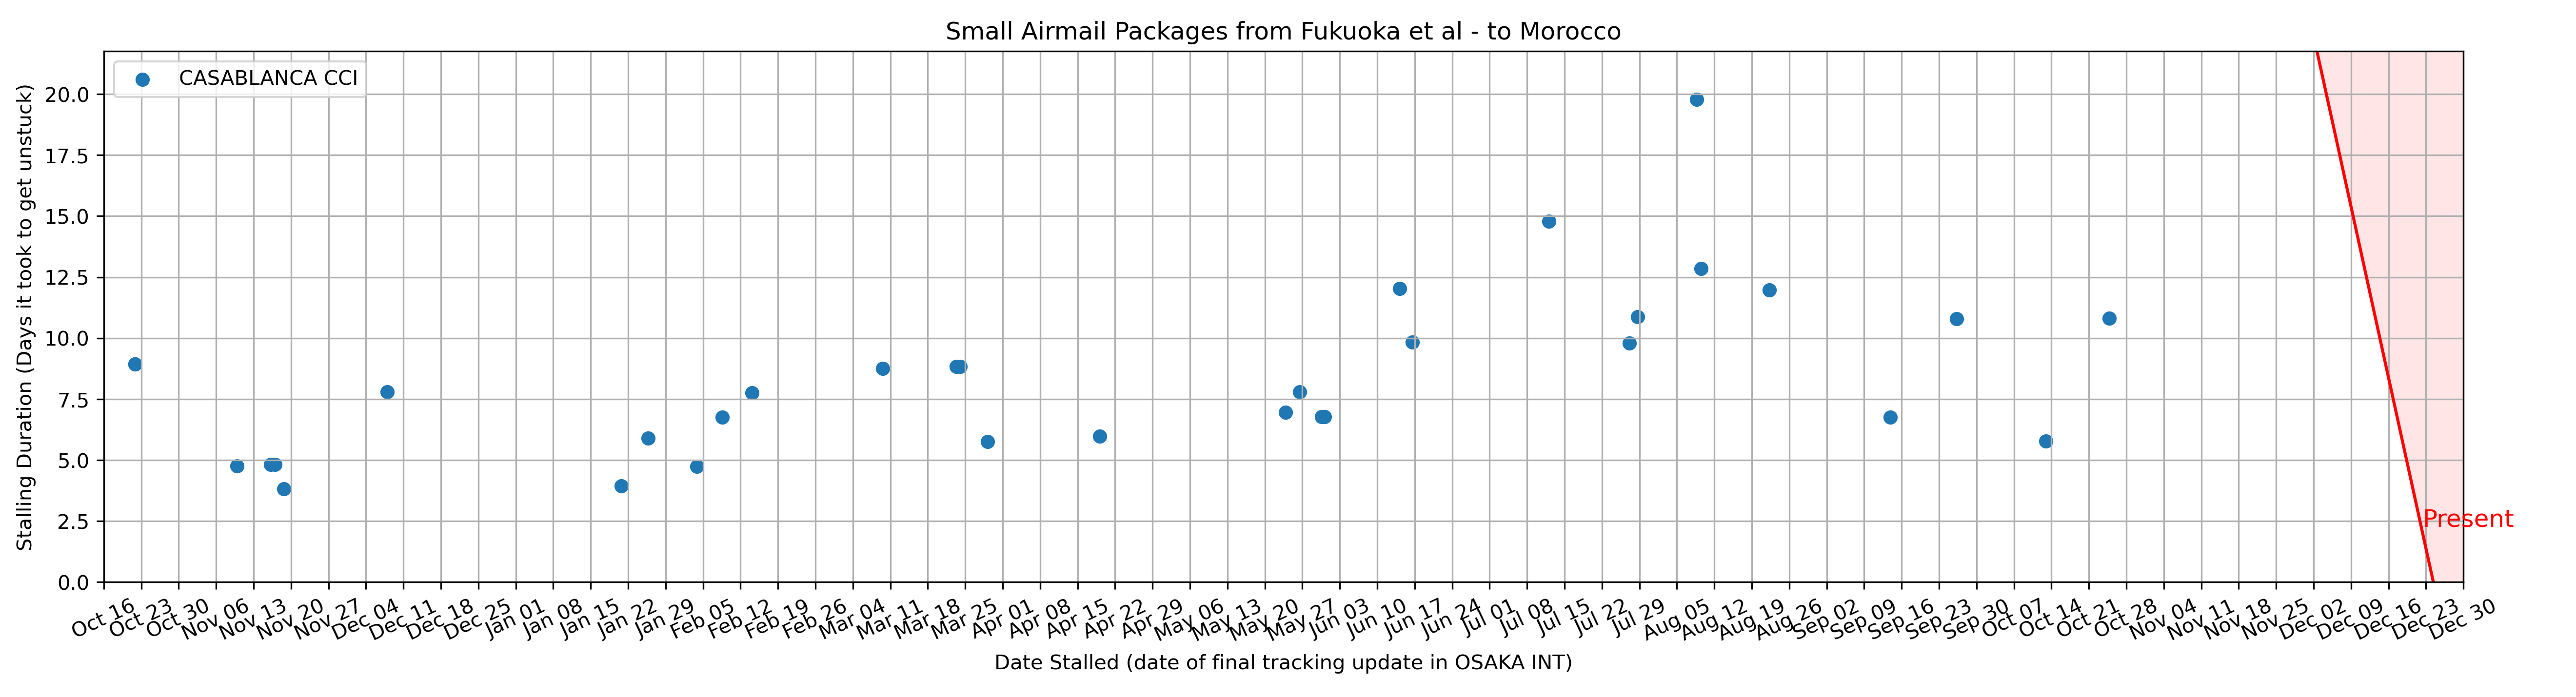 Small Airmail Packages from Fukuoka et al - to Morocco
CASABLANCA CCI
Stalling Duration (Days it took to get unstuck)
20.0
17.5
15.0
12.5
10.0
7.5
5.0
2.5
0.0
Present
Oct 16
Oct 23
Oct 30
Nov 06
Nov 13
Nov 20
Nov 27
Dec 04
Dec 11
Dec 18
Dec 25
Jan 01
Jan 08
Jan 15
Jan 22
Jan 29
Feb 05
Feb 12
Feb 19
Feb 26
Mar 04
Mar 11
Mar 18
Mar 25
Apr 01
Apr 08
Apr 15
Apr 22
Apr 29
May 06
May 13
May 20
May 27
Jun 03
Jun 10
Jun 17
Jun 24
Jul 01
Jul 08
Jul 15
Jul 22
Jul 29
Aug 05
Aug 12
Aug 19
Aug 26
Sep 02
Sep 09
Sep 16
Sep 23
Sep 30
Oct 07
Oct 14
Oct 21
Oct 28
Nov 04
Nov 11
Nov 18
Nov 25
Dec 02
Dec 09
Dec 16
Dec 23
Dec 30
Date Stalled (date of final tracking update in OSAKA INT)